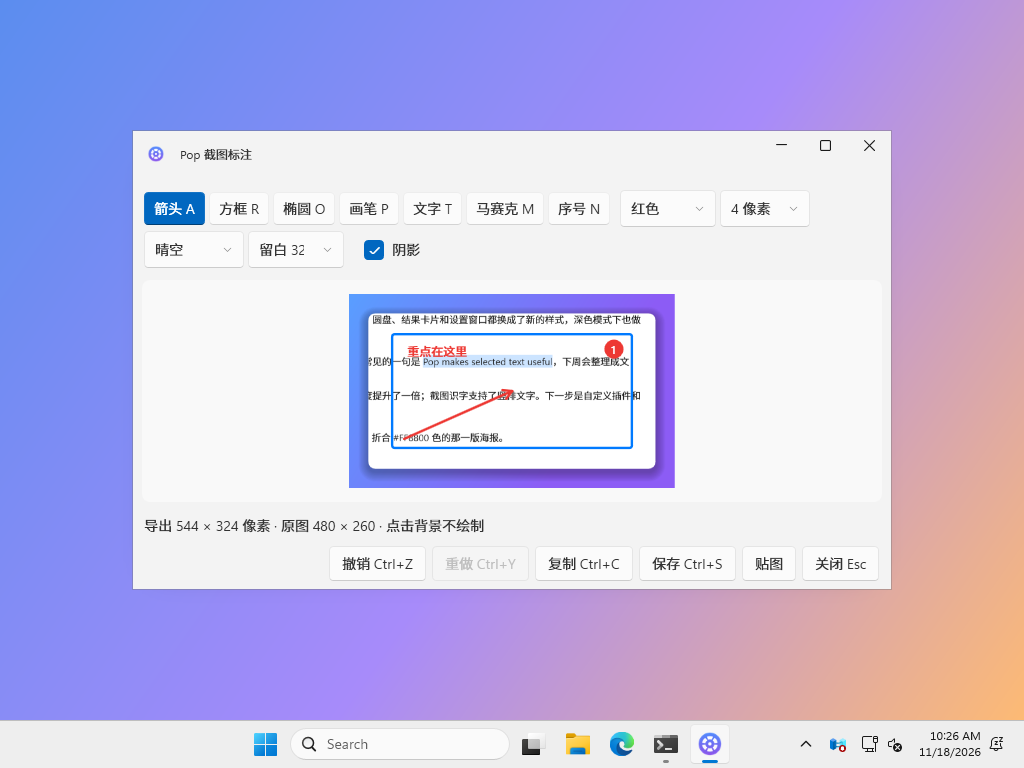 Pop 截图标注
箭头 A 方框 R 椭圆 O 画笔 P 文字 T 马赛克 M 序号 N 红色 4 像素
晴空 留白 32 阴影
圆盘、结果卡片和设置窗口都换成了新的样式，深色模式下也做
重点在这里 1
见的一句是 Pop makes selected text useful，下周会整理成文
提升了一倍；截图识字支持了竖排文字。下一步是自定义插件和
折合 #FF8800 色的那一版海报。
导出 544 × 324 像素 · 原图 480 × 260 · 点击背景不绘制
撤销 Ctrl+Z 重做 Ctrl+Y 复制 Ctrl+C 保存 Ctrl+S 贴图 关闭 Esc
Search
10:26 AM
11/18/2026